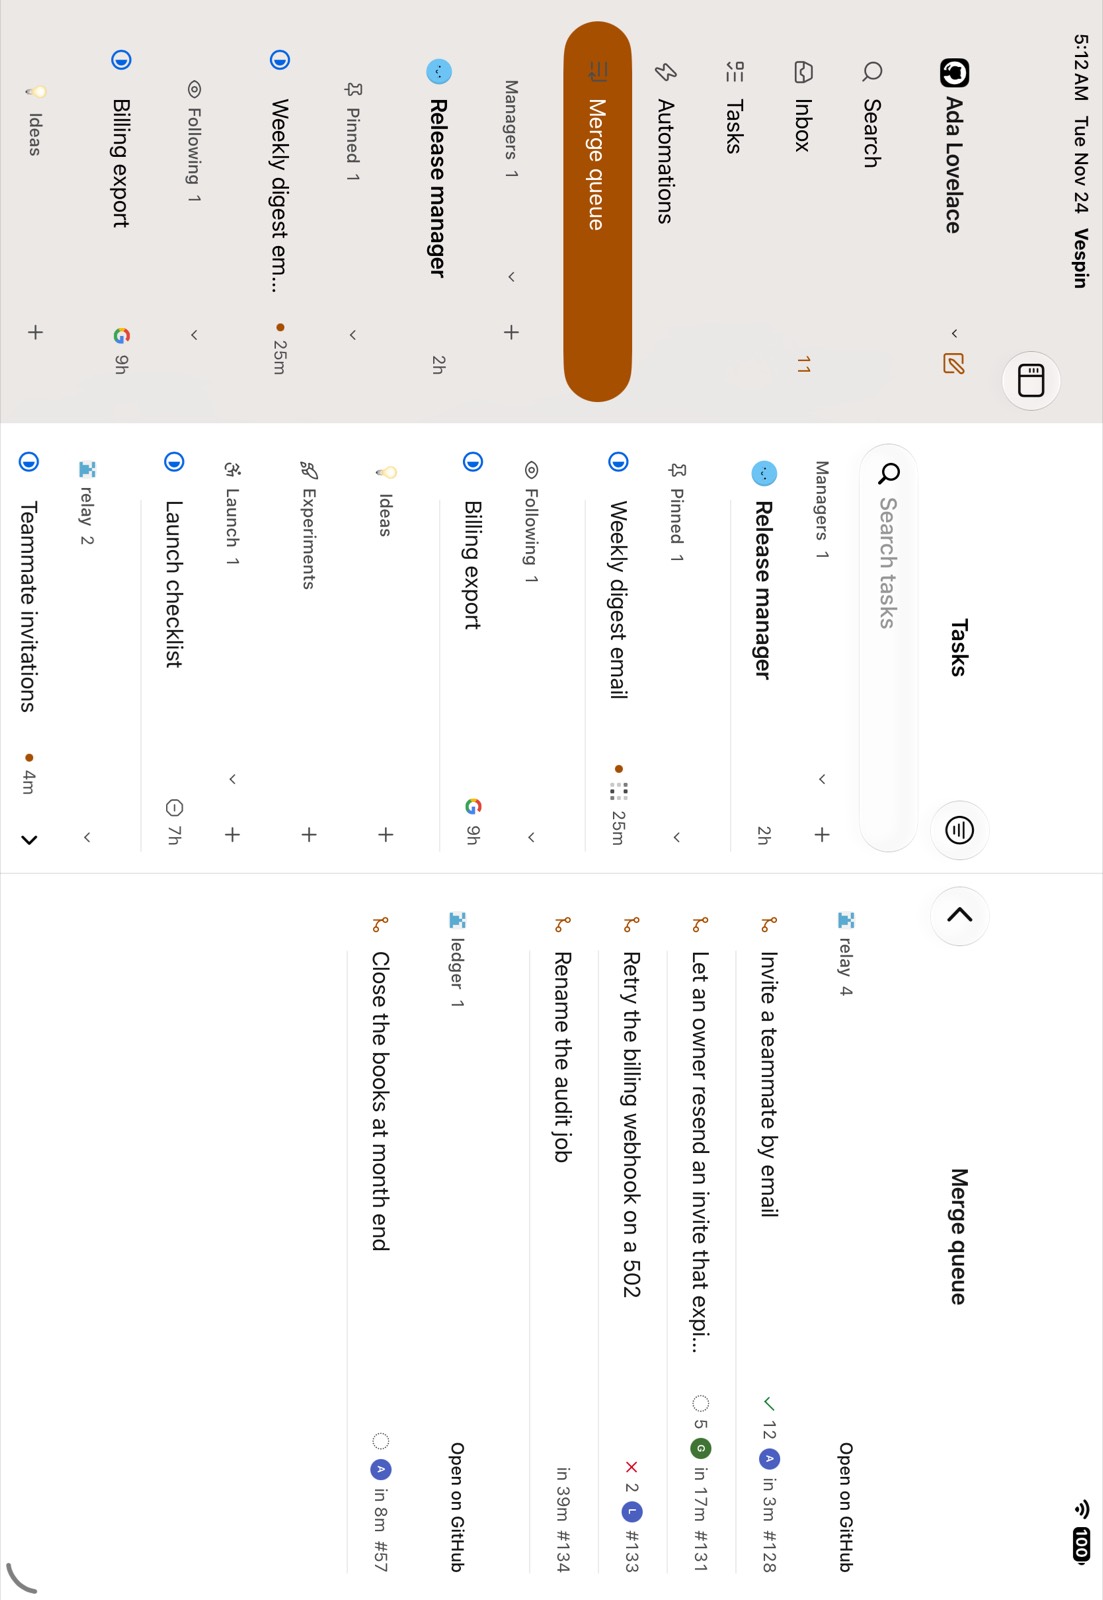 5:12 AM Tue Nov 24 Vespin
100
Ada Lovelace
Search
Inbox 11
Tasks
Automations
Merge queue
Managers 1
Release manager 2h
Pinned 1
Weekly digest em... 25m
Following 1
Billing export 9h
Ideas
Tasks
Search tasks
Managers 1
Release manager 2h
Pinned 1
Weekly digest email 25m
Following 1
Billing export 9h
Ideas
Experiments
Launch 1
Launch checklist 7h
relay 2
Teammate invitations 4m
Merge queue
relay 4 Open on GitHub
Invite a teammate by email 12 A in 3m #128
Let an owner resend an invite that expi... 5 G in 17m #131
Retry the billing webhook on a 502 2 L #133
Rename the audit job in 39m #134
ledger 1 Open on GitHub
Close the books at month end A in 8m #57